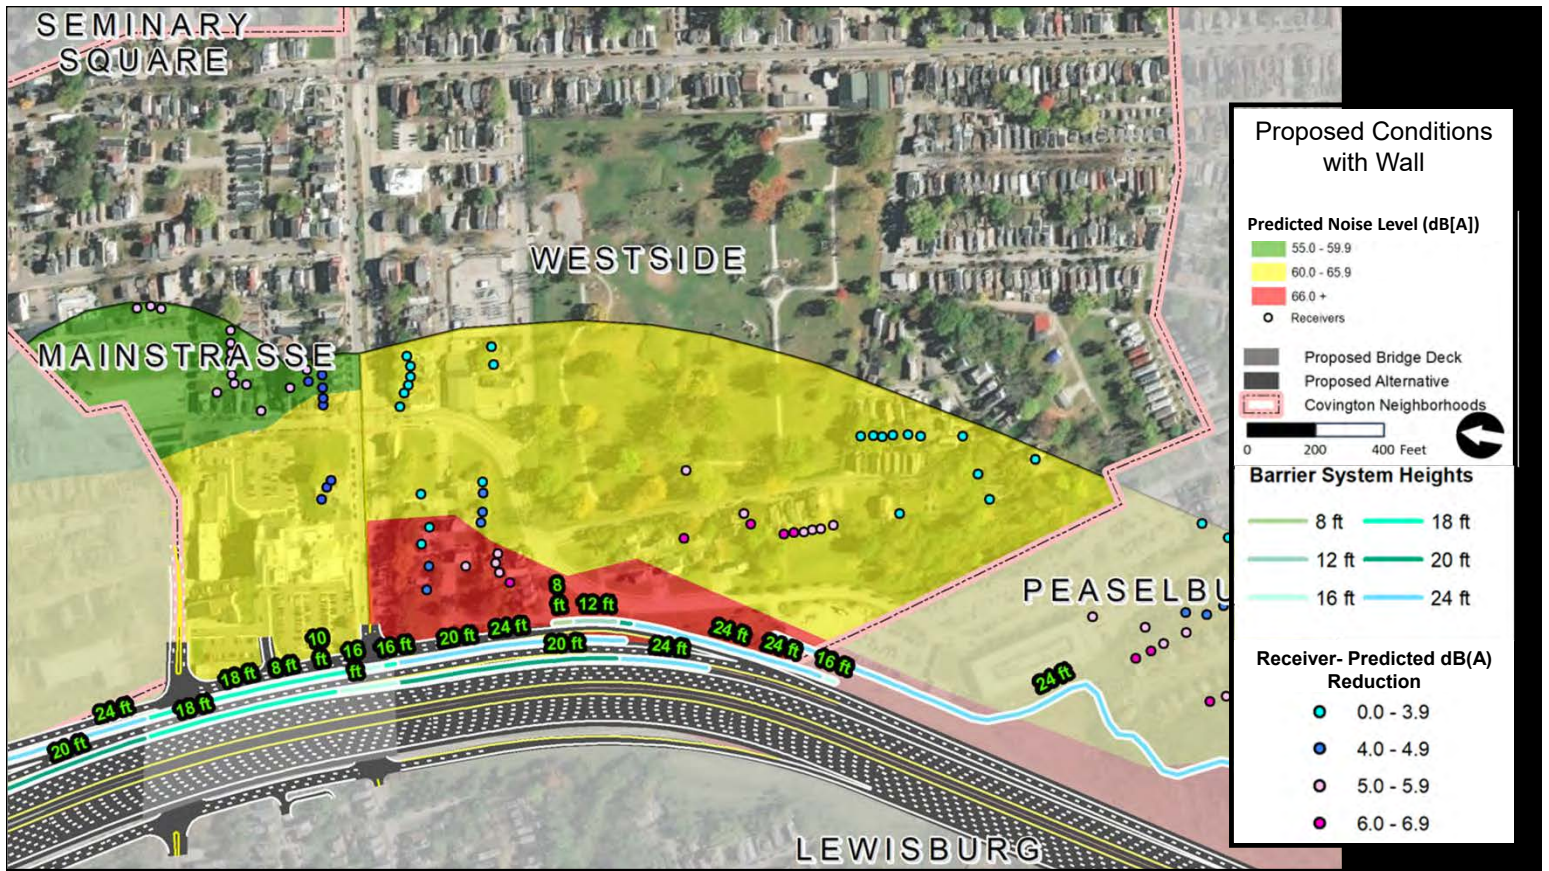 SEMINARY
SQUARE
WESTSIDE
MAINSTRASSE
PEASELBU
LEWISBURG
8
ft
12 ft
24 ft
20 ft
16 ft
16
ft
10
ft
8 ft
18 ft
24 ft
20 ft
18 ft
20 ft
24 ft
24 ft
24 ft
16 ft
24 ft
Proposed Conditions
with Wall
Predicted Noise Level (dB[A])
55.0 - 59.9
60.0 - 65.9
66.0 +
Receivers
Proposed Bridge Deck
Proposed Alternative
Covington Neighborhoods
0 200 400 Feet
Barrier System Heights
8 ft 18 ft
12 ft 20 ft
16 ft 24 ft
Receiver- Predicted dB(A)
Reduction
0.0 - 3.9
4.0 - 4.9
5.0 - 5.9
6.0 - 6.9